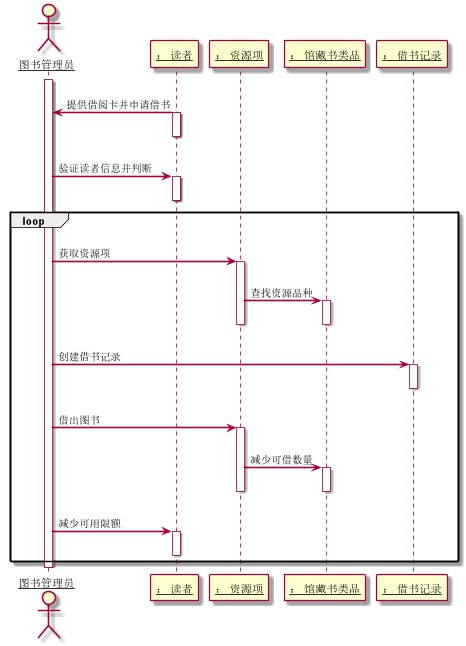 图书管理员
: 读者
: 资源项
: 馆藏书类品
: 借书记录
提供借阅卡并申请借书
验证读者信息并判断
loop
获取资源项
查找资源品种
创建借书记录
借出图书
减少可借数量
减少可用限额
图书管理员
: 读者
: 资源项
: 馆藏书类品
: 借书记录